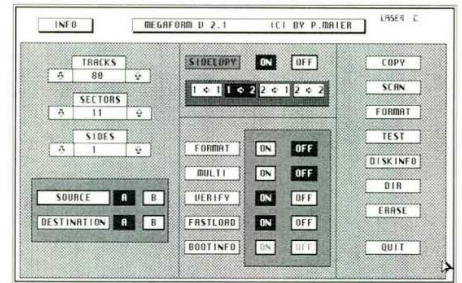 LASER C
INFO
MEGAFORM V 2.1 (C) BY P.MAIER
TRACKS
80
SECTORS
11
SIDES
1
SOURCE A B
DESTINATION A B
SIDECOPY ON OFF
1 ⇨ 1 1 ⇨ 2 2 ⇨ 1 2 ⇨ 2
FORMAT ON OFF
MULTI ON OFF
VERIFY ON OFF
FASTLOAD ON OFF
BOOTINFO ON OFF
COPY
SCAN
FORMAT
TEST
DISKINFO
DIR
ERASE
QUIT